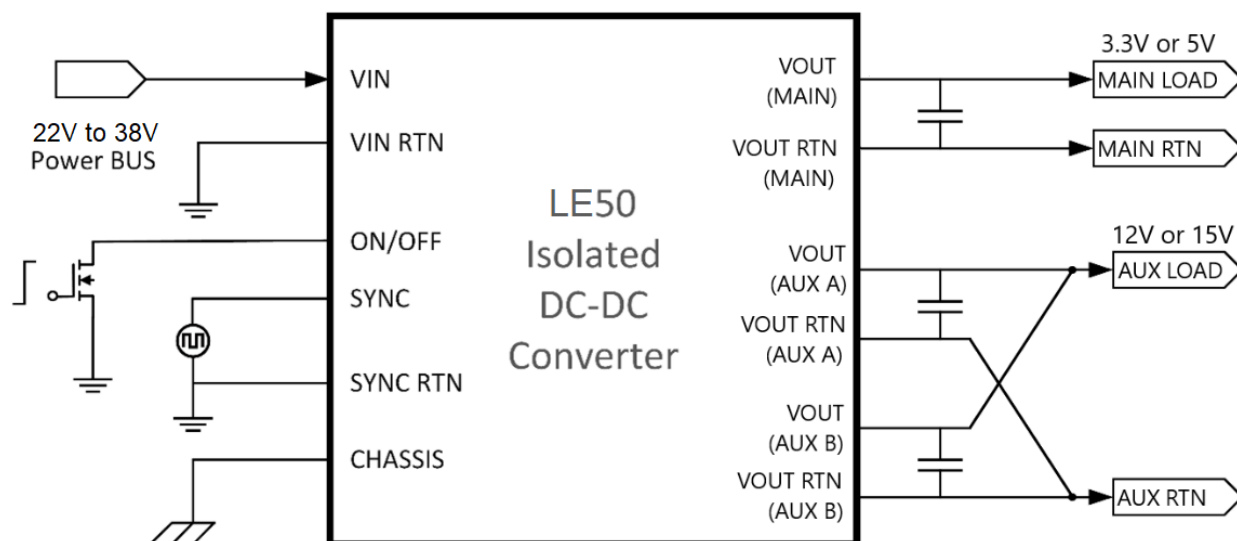 22V to 38V
Power BUS
VIN
VIN RTN
ON/OFF
SYNC
SYNC RTN
CHASSIS
LE50
Isolated
DC-DC
Converter
VOUT
(MAIN)
VOUT RTN
(MAIN)
VOUT
(AUX A)
VOUT RTN
(AUX A)
VOUT
(AUX B)
VOUT RTN
(AUX B)
3.3V or 5V
MAIN LOAD
MAIN RTN
12V or 15V
AUX LOAD
AUX RTN